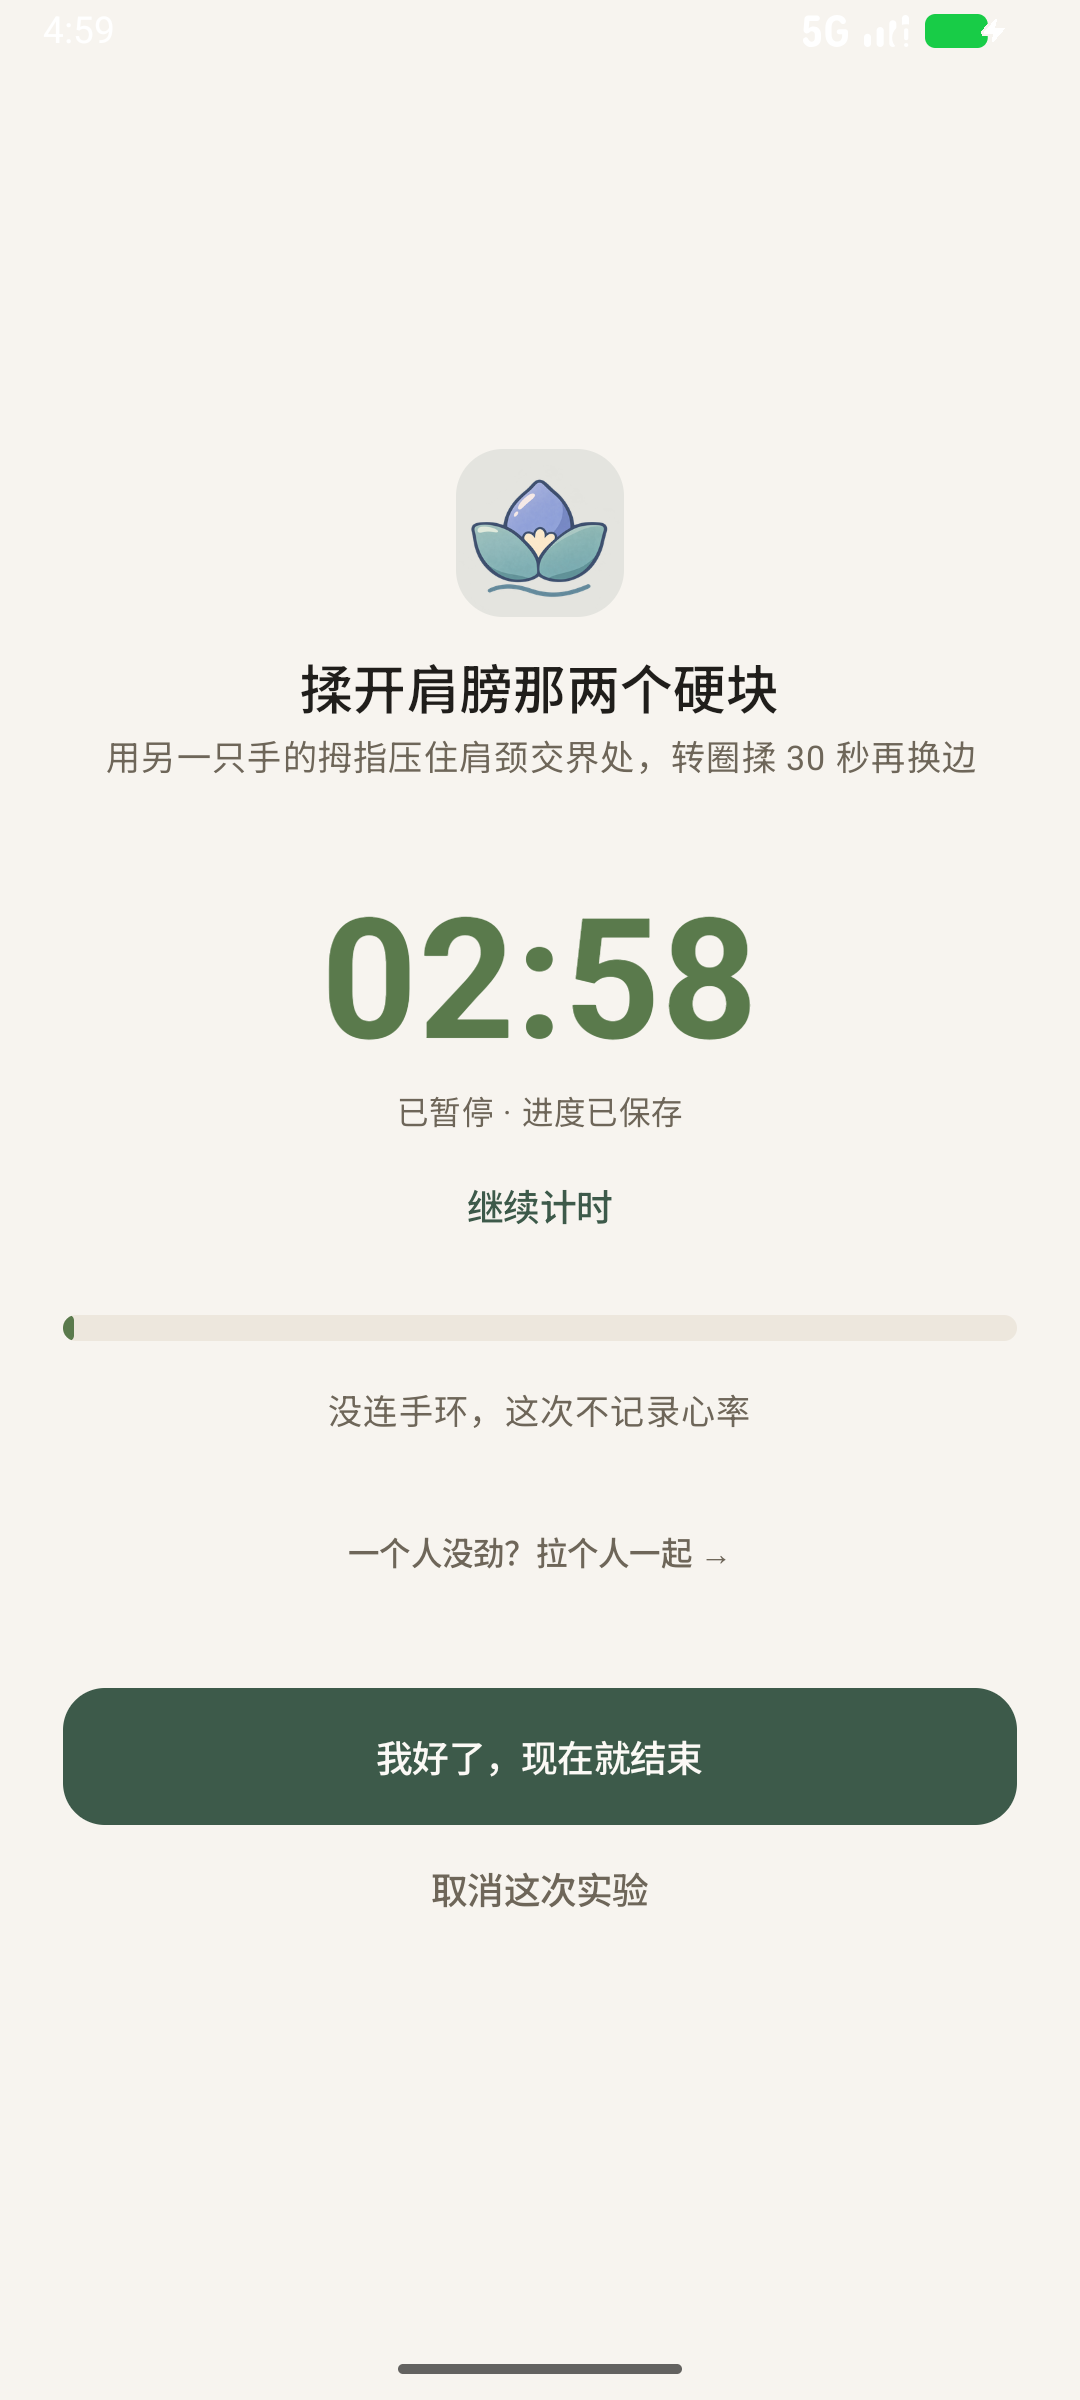 4:59
5G
揉开肩膀那两个硬块
用另一只手的拇指压住肩颈交界处，转圈揉 30 秒再换边
02:58
已暂停 · 进度已保存
继续计时
没连手环，这次不记录心率
一个人没劲？拉个人一起 →
我好了，现在就结束
取消这次实验